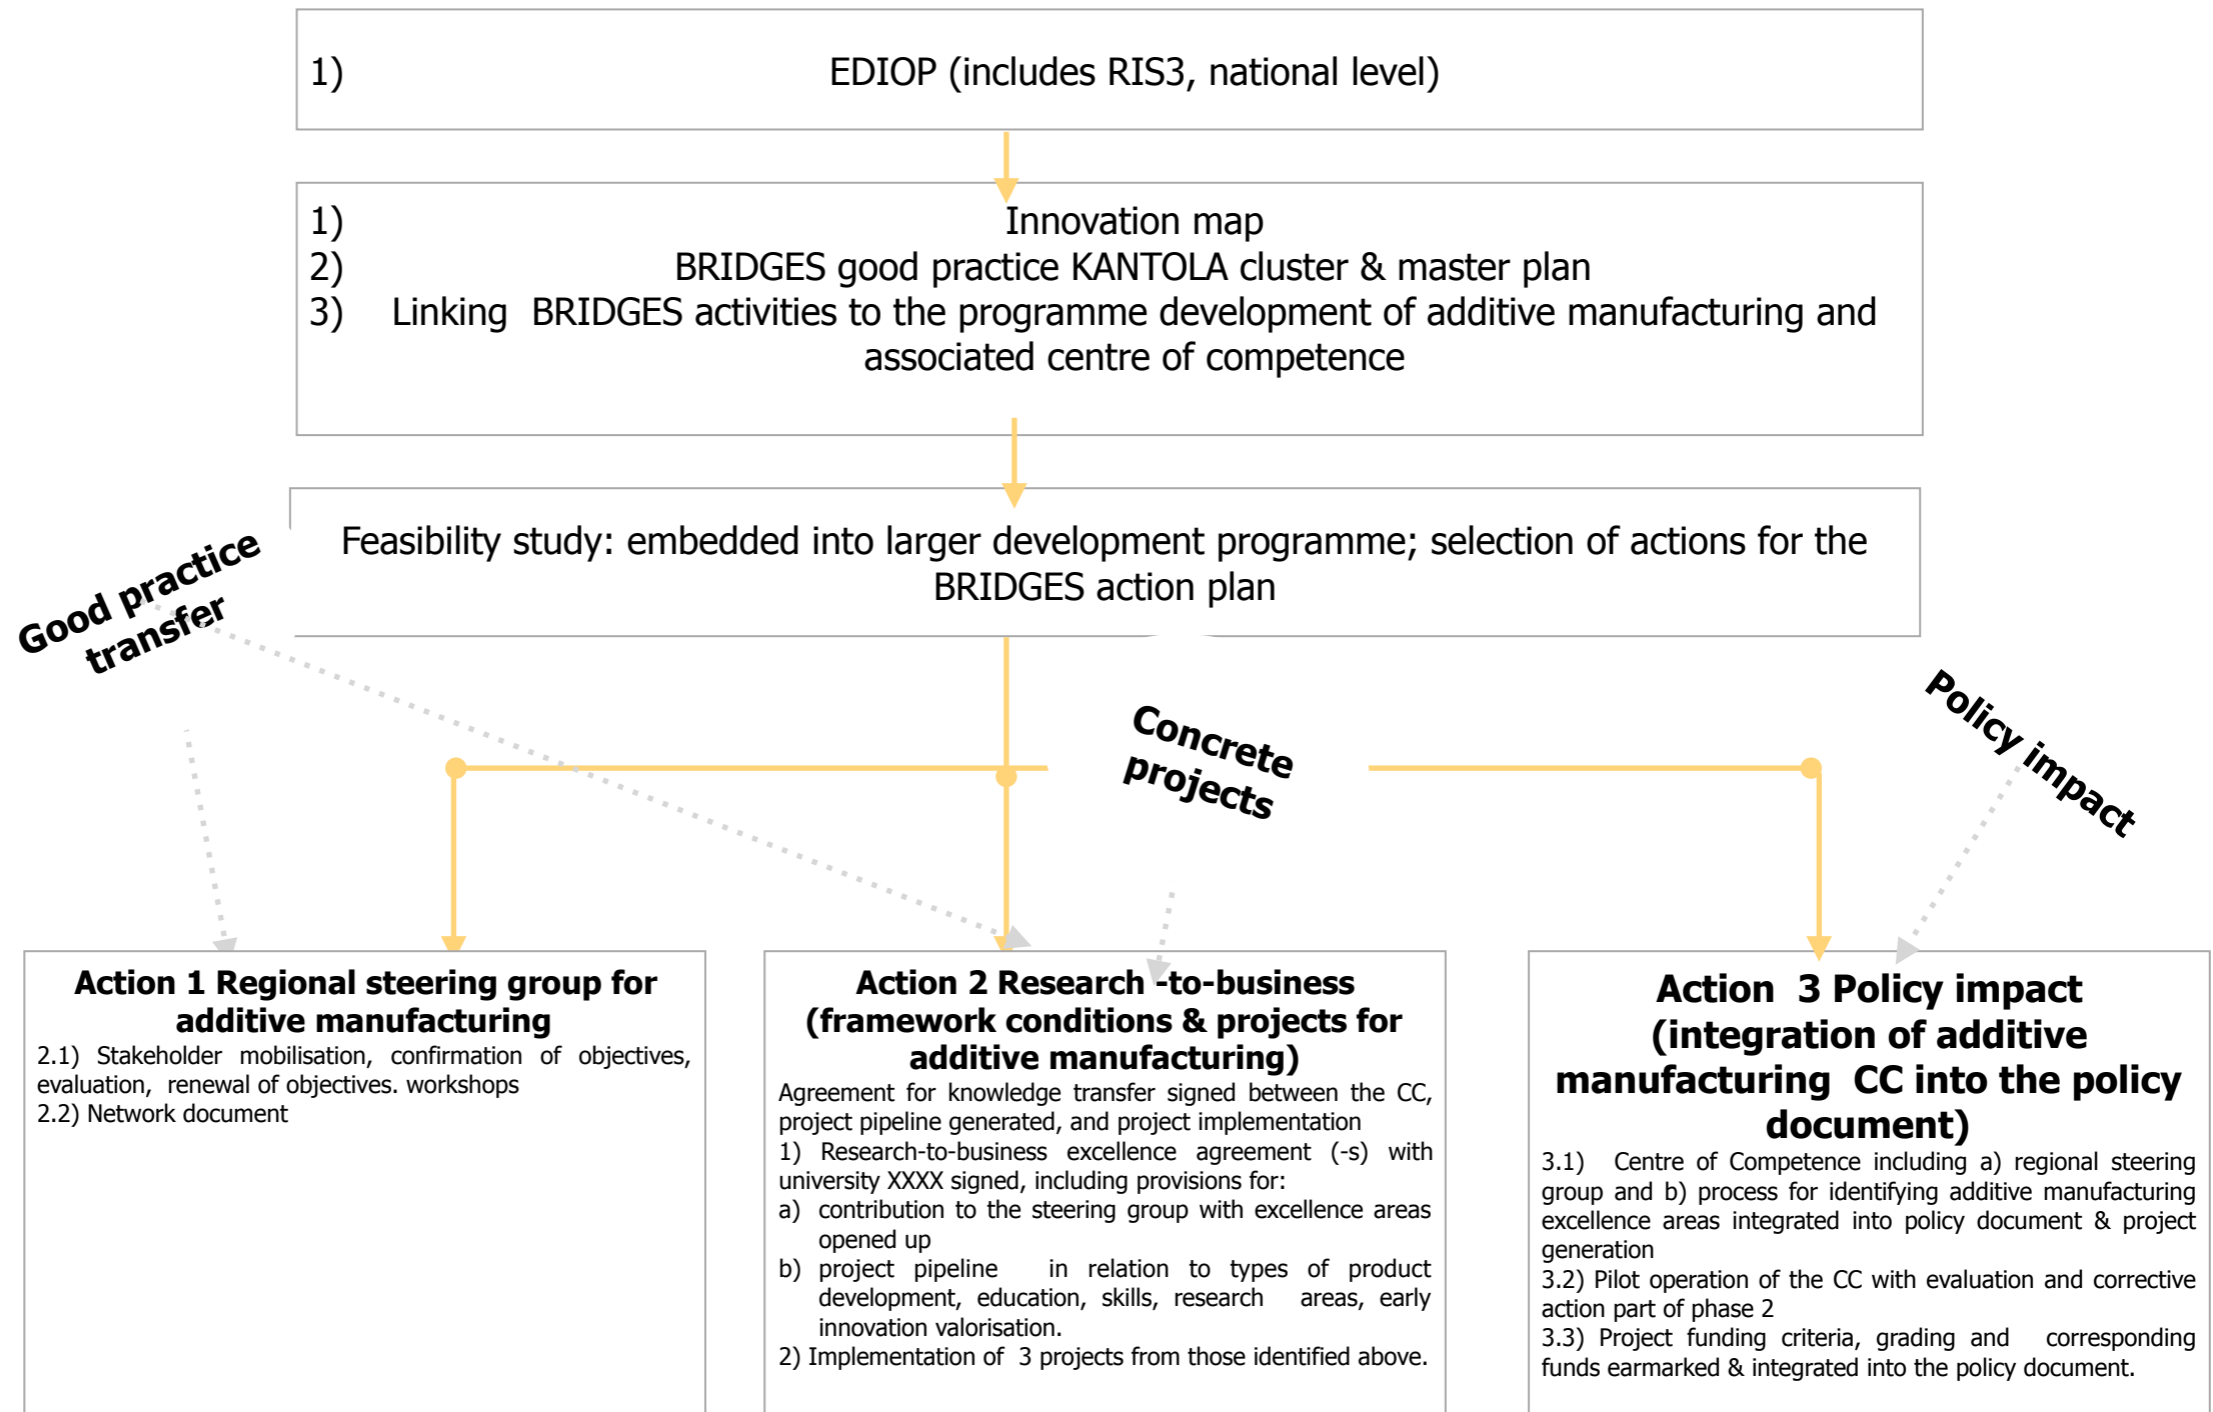 1) EDIOP (includes RIS3, national level)
1) Innovation map
2) BRIDGES good practice KANTOLA cluster & master plan
3) Linking BRIDGES activities to the programme development of additive manufacturing and
associated centre of competence
Feasibility study: embedded into larger development programme; selection of actions for the
BRIDGES action plan
Good practice
transfer
Concrete
projects
Policy impact
Action 1 Regional steering group for
additive manufacturing
2.1) Stakeholder mobilisation, confirmation of objectives,
evaluation, renewal of objectives. workshops
2.2) Network document
Action 2 Research -to-business
(framework conditions & projects for
additive manufacturing)
Agreement for knowledge transfer signed between the CC,
project pipeline generated, and project implementation
1) Research-to-business excellence agreement (-s) with
university XXXX signed, including provisions for:
a) contribution to the steering group with excellence areas
opened up
b) project pipeline in relation to types of product
development, education, skills, research areas, early
innovation valorisation.
2) Implementation of 3 projects from those identified above.
Action 3 Policy impact
(integration of additive
manufacturing CC into the policy
document)
3.1) Centre of Competence including a) regional steering
group and b) process for identifying additive manufacturing
excellence areas integrated into policy document & project
generation
3.2) Pilot operation of the CC with evaluation and corrective
action part of phase 2
3.3) Project funding criteria, grading and corresponding
funds earmarked & integrated into the policy document.